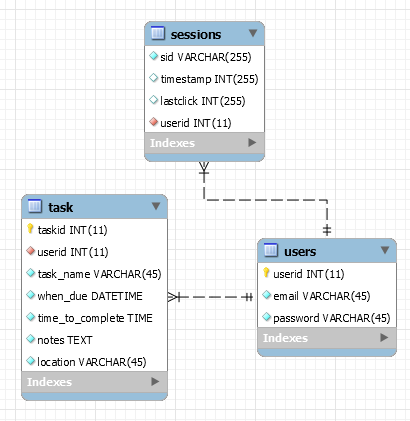 sessions
sid VARCHAR(255)
timestamp INT(255)
lastclick INT(255)
userid INT(11)
Indexes
task
taskid INT(11)
userid INT(11)
task_name VARCHAR(45)
when_due DATETIME
time_to_complete TIME
notes TEXT
location VARCHAR(45)
Indexes
users
userid INT(11)
email VARCHAR(45)
password VARCHAR(45)
Indexes